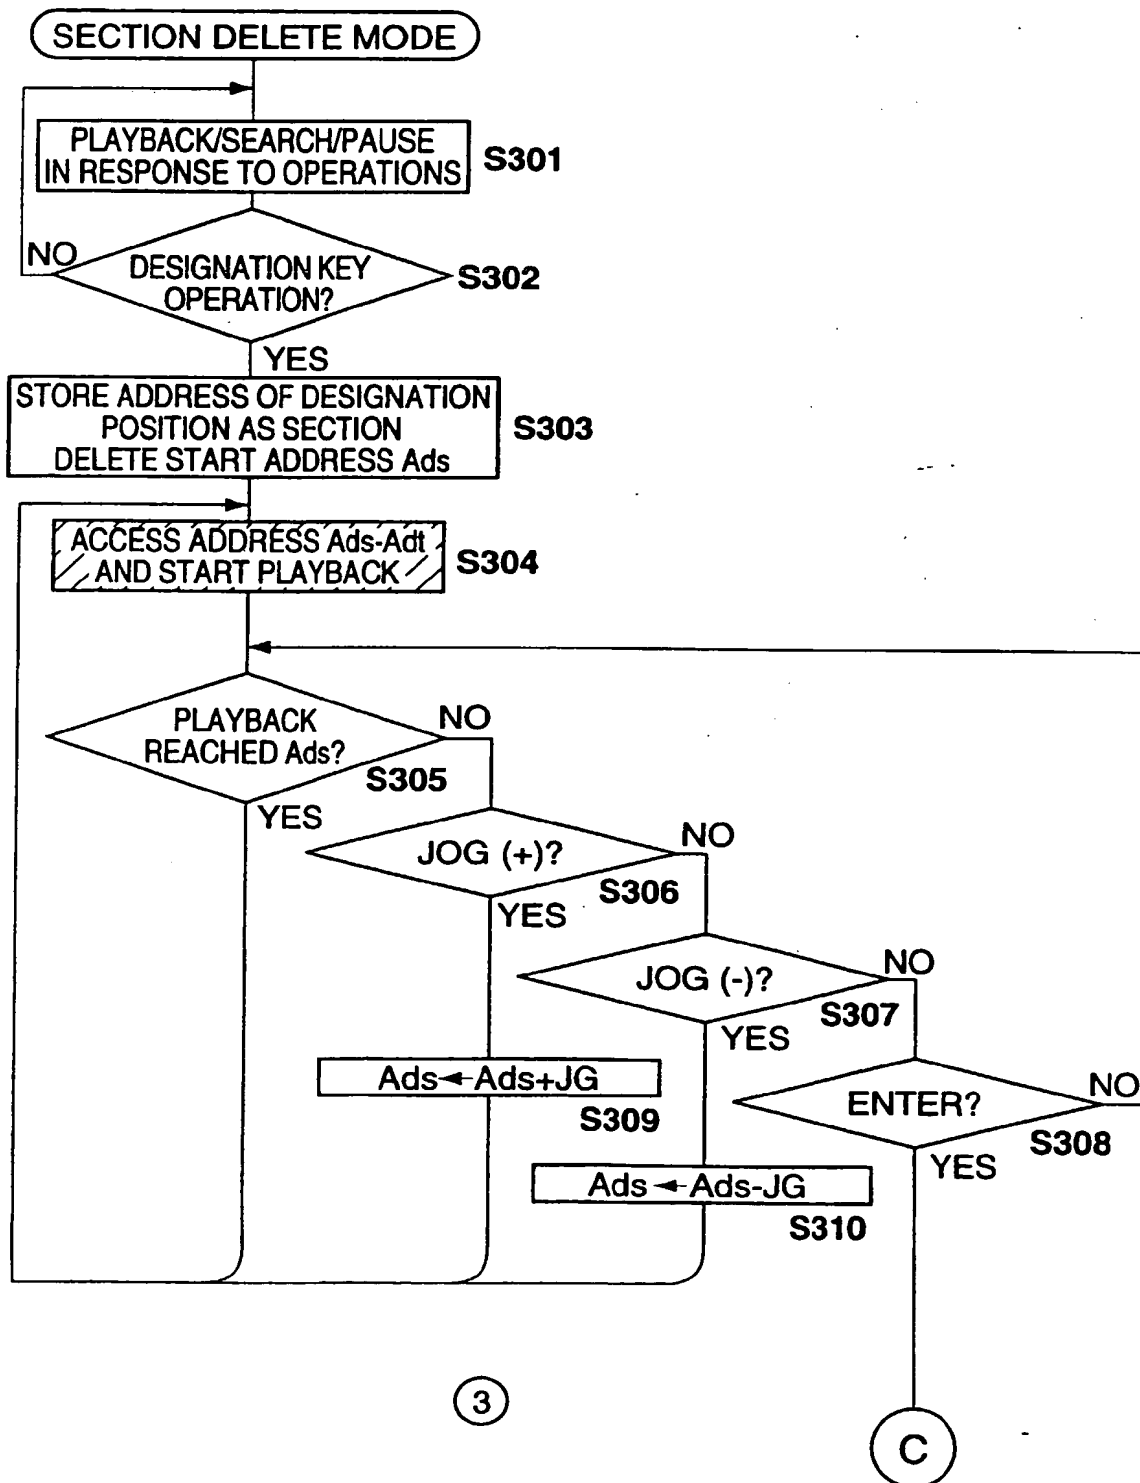 SECTION DELETE MODE
PLAYBACK/SEARCH/PAUSE
IN RESPONSE TO OPERATIONS
S301
NO
DESIGNATION KEY
OPERATION?
S302
YES
STORE ADDRESS OF DESIGNATION
POSITION AS SECTION
DELETE START ADDRESS Ads
S303
ACCESS ADDRESS Ads-Adt
AND START PLAYBACK
S304
PLAYBACK
REACHED Ads?
NO
S305
YES
JOG (+)?
NO
S306
YES
JOG (-)?
NO
S307
YES
Ads←Ads+JG
S309
ENTER?
NO
S308
YES
Ads←Ads-JG
S310
3
C